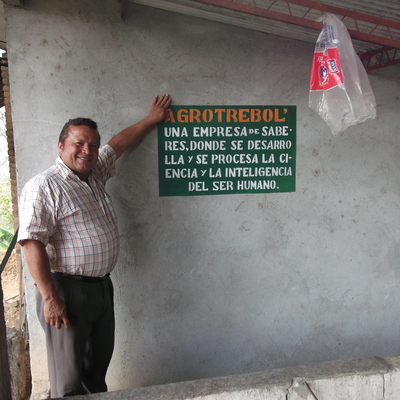 AGROTREBOL'
UNA EMPRESA DE SABE-
RES, DONDE SE DESARRO
LLA Y SE PROCESA LA CI-
ENCIA Y LA INTELIGENCIA
DEL SER HUMANO.